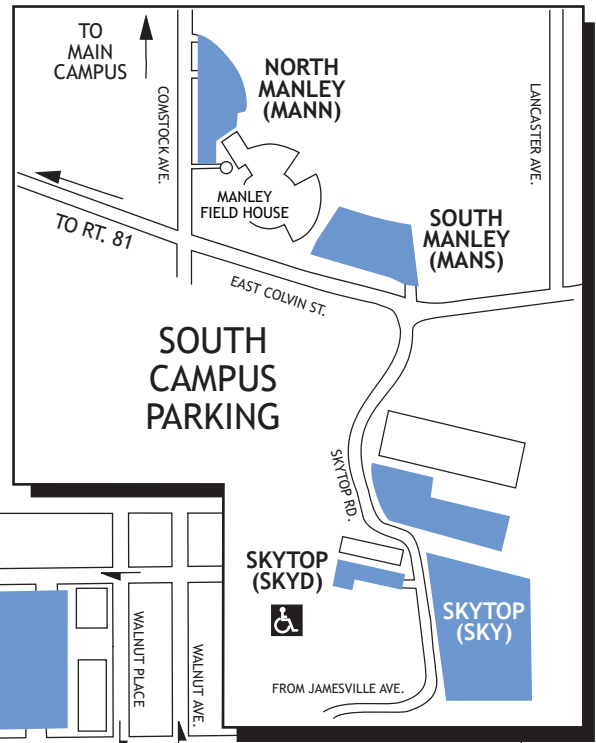 TO
MAIN
CAMPUS
COMSTOCK AVE.
NORTH
MANLEY
(MANN)
LANCASTER AVE.
MANLEY
FIELD HOUSE
TO RT. 81
SOUTH
MANLEY
(MANS)
EAST COLVIN ST.
SOUTH
CAMPUS
PARKING
SKYTOP RD.
SKYTOP
(SKYD)
SKYTOP
(SKY)
WALNUT PLACE
WALNUT AVE.
FROM JAMESVILLE AVE.